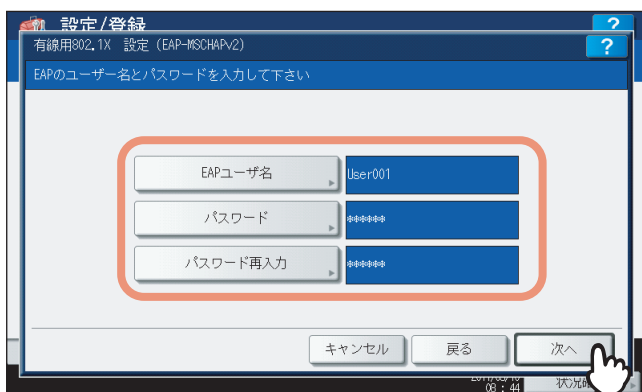 設定/登録
?
有線用802.1X 設定 (EAP-MSCHAPv2)
?
EAPのユーザー名とパスワードを入力して下さい
EAPユーザ名
User001
パスワード
******
パスワード再入力
******
キャンセル
戻る
次へ
08:44